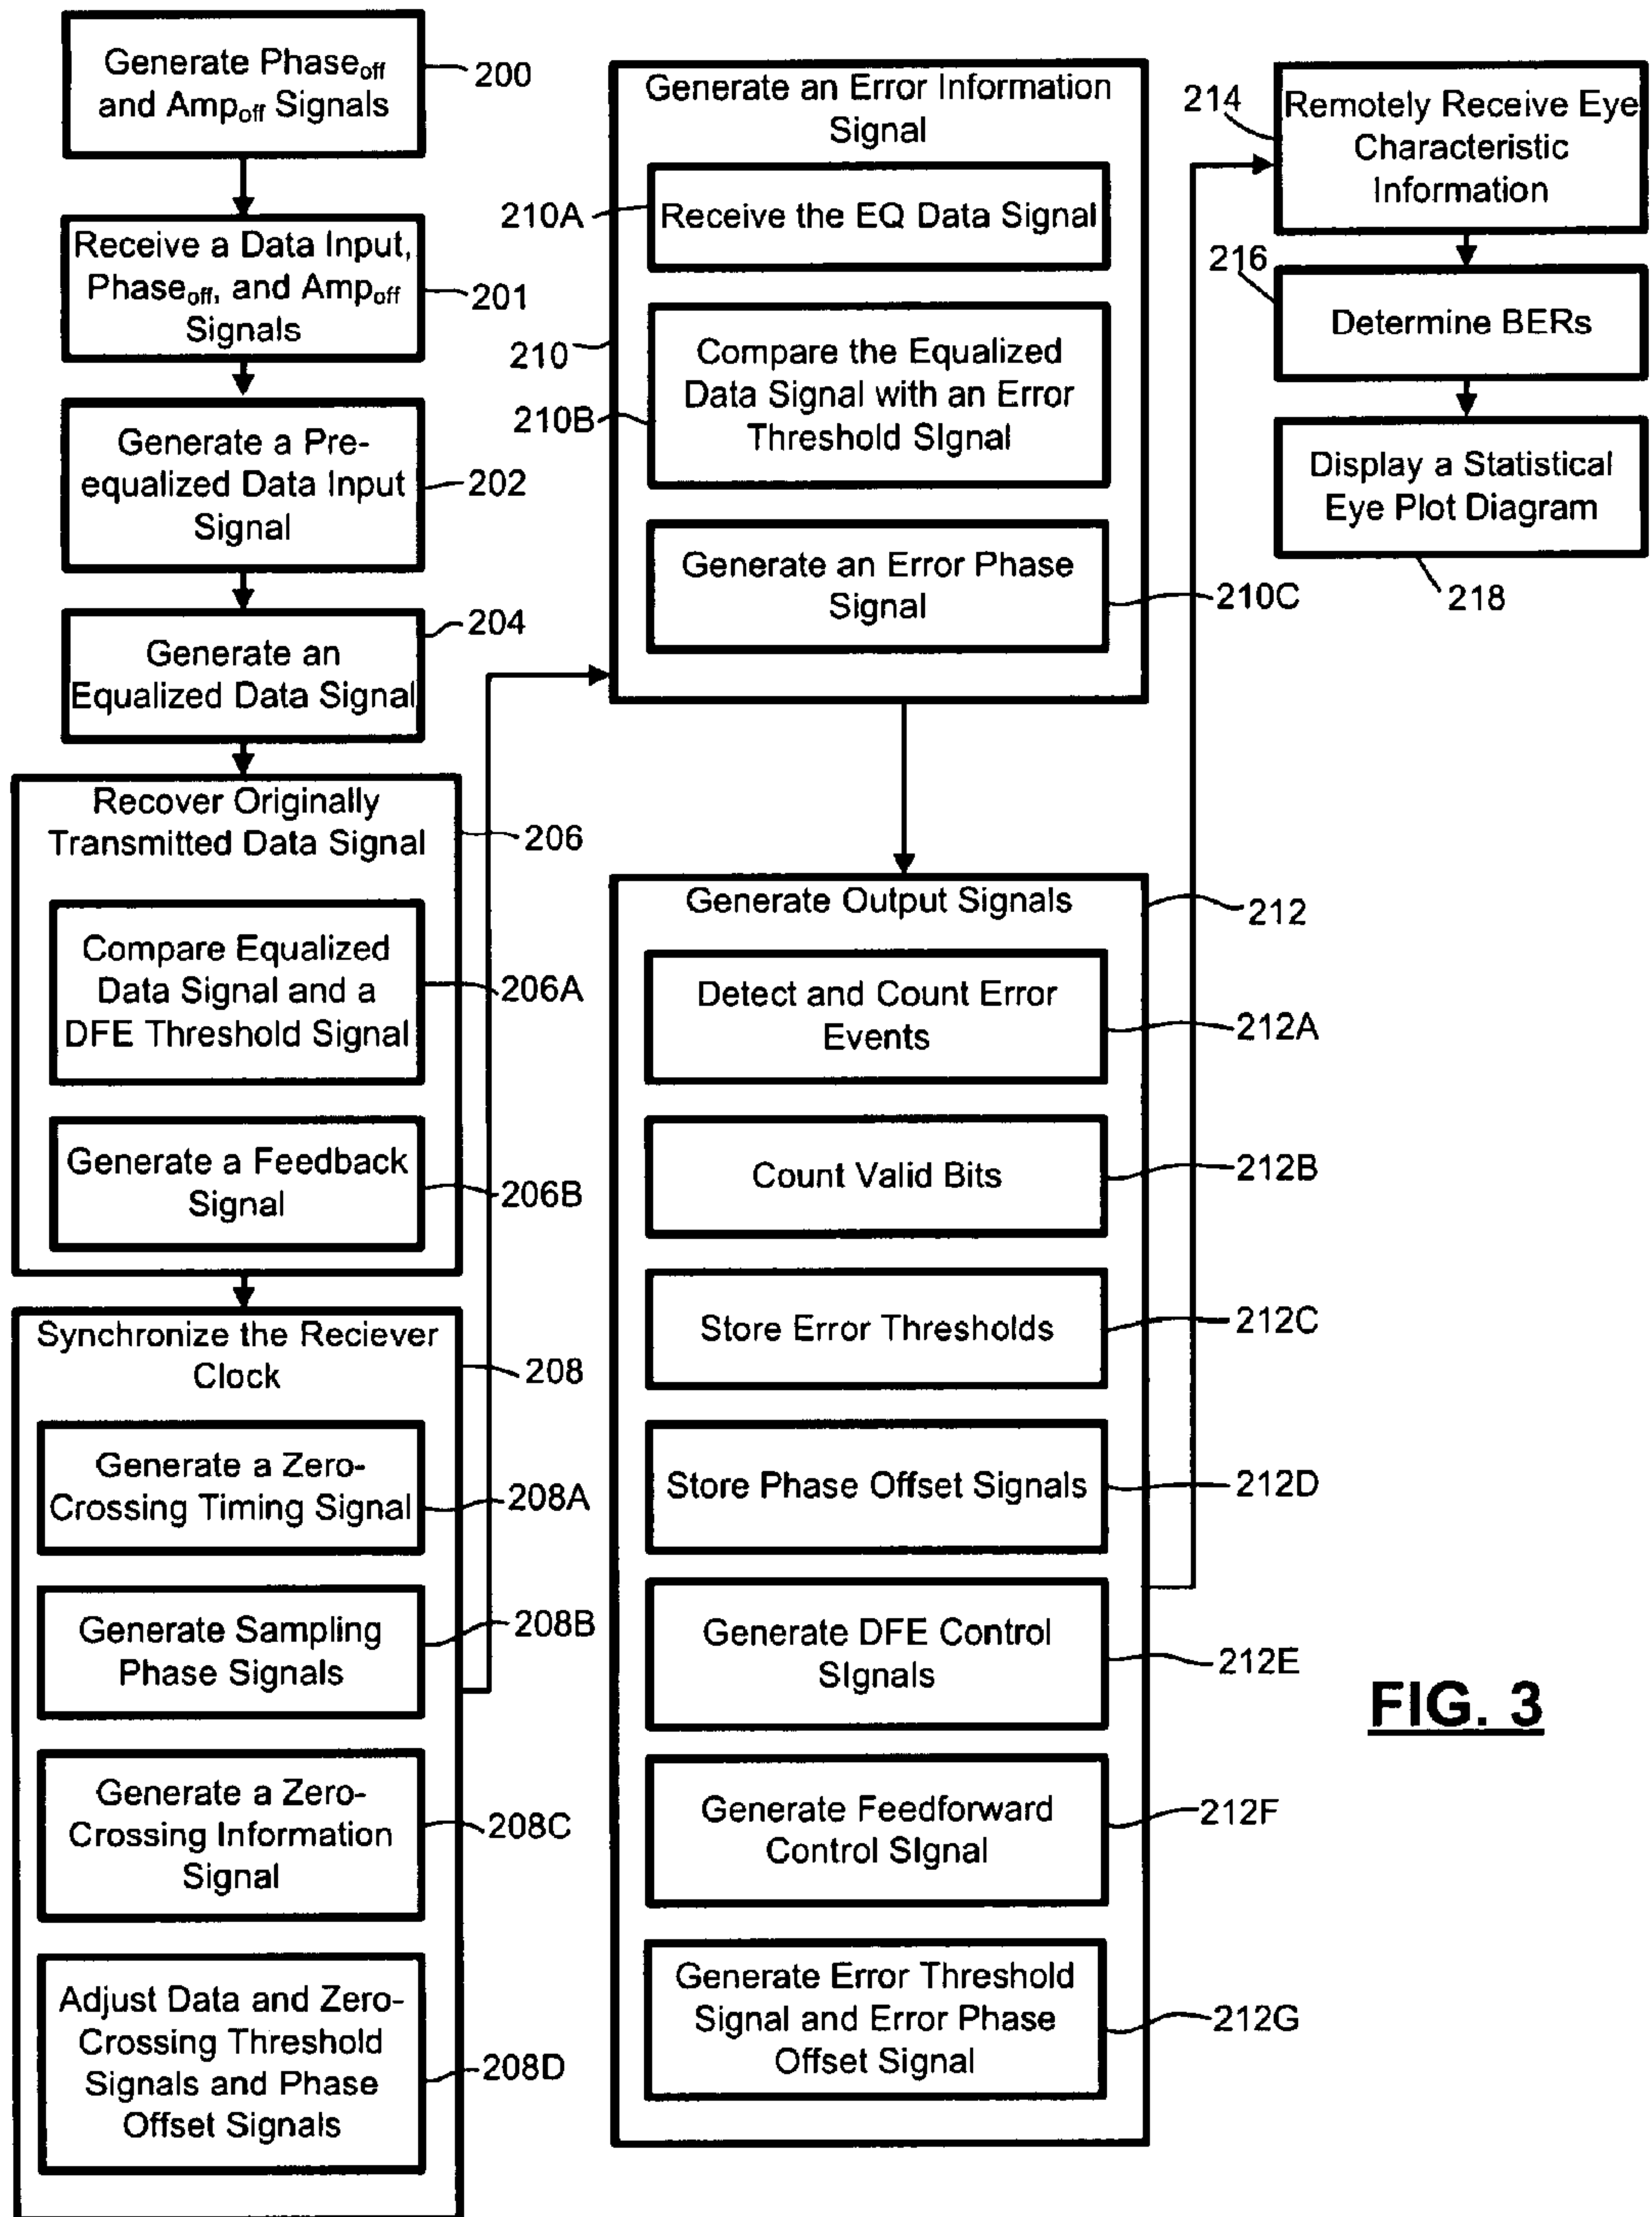 Generate Phaseoff
and Ampoff Signals
200
Receive a Data Input,
Phaseoff, and Ampoff
Signals
201
Generate a Pre-
equalized Data Input
Signal
202
Generate an
Equalized Data Signal
204
Recover Originally
Transmitted Data Signal
206
Compare Equalized
Data Signal and a
DFE Threshold Signal
206A
Generate a Feedback
Signal
206B
Synchronize the Reciever
Clock
208
Generate a Zero-
Crossing Timing Signal
208A
Generate Sampling
Phase Signals
208B
Generate a Zero-
Crossing Information
Signal
208C
Adjust Data and Zero-
Crossing Threshold
Signals and Phase
Offset Signals
208D
Generate an Error Information
Signal
210A
Receive the EQ Data Signal
210
210B
Compare the Equalized
Data Signal with an Error
Threshold SIgnal
Generate an Error Phase
Signal
210C
Generate Output Signals
212
Detect and Count Error
Events
212A
Count Valid Bits
212B
Store Error Thresholds
212C
Store Phase Offset Signals
212D
Generate DFE Control
SIgnals
212E
Generate Feedforward
Control SIgnal
212F
Generate Error Threshold
Signal and Error Phase
Offset Signal
212G
214
Remotely Receive Eye
Characteristic
Information
216
Determine BERs
Display a Statistical
Eye Plot Diagram
218
FIG. 3